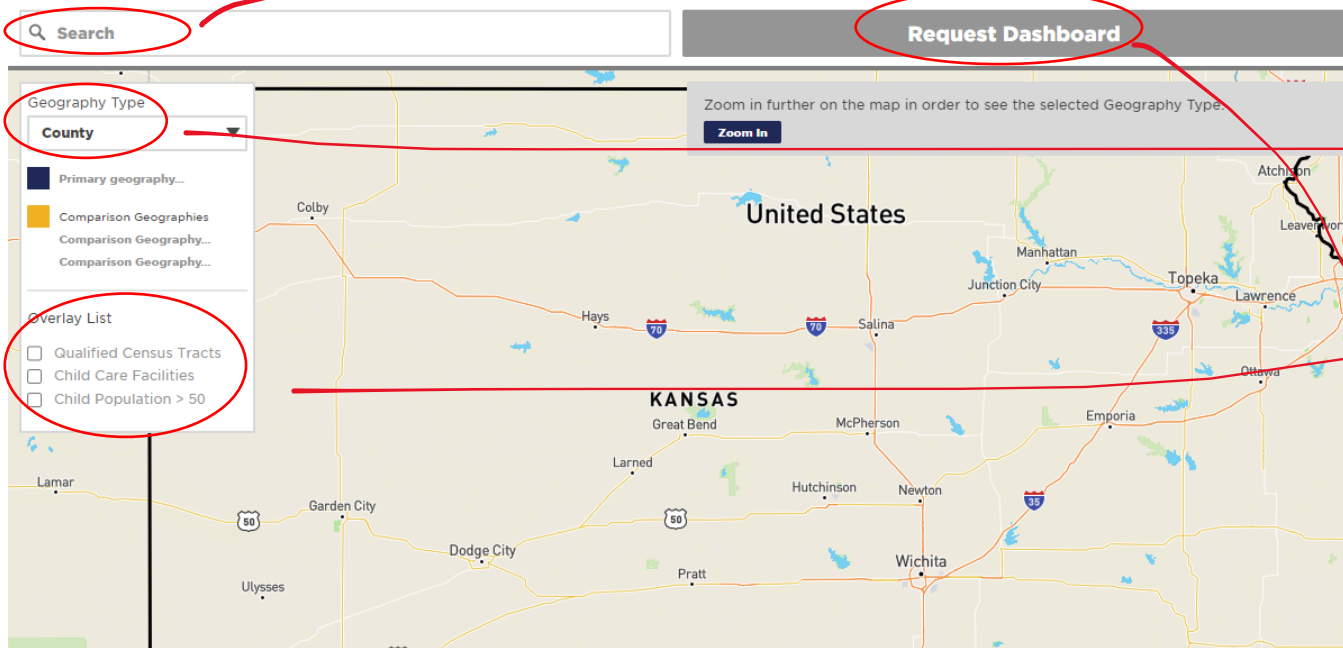 Search
Request Dashboard
Geography Type
County
Zoom in further on the map in order to see the selected Geography Type.
Zoom In
Primary geography...
Comparison Geographies
Comparison Geography...
Comparison Geography...
Overlay List
Qualified Census Tracts
Child Care Facilities
Child Population > 50
United States
KANSAS
Atchison
Colby
Manhattan
Junction City
Topeka
Lawrence
Hays
70
70
Salina
335
Ottawa
Great Bend
McPherson
Emporia
Larned
Lamar
Hutchinson
Newton
35
Garden City
50
50
Dodge City
Wichita
Pratt
Ulysses